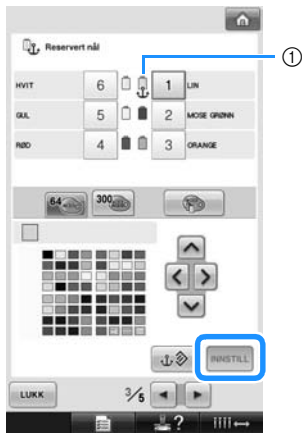 Reservert nål
①
HVIT 6 1 LIN
GUL 5 2 MOSE GRØNN
RØD 4 3 ORANGE
64 300
INNSTILL
LUKK 3/5
?